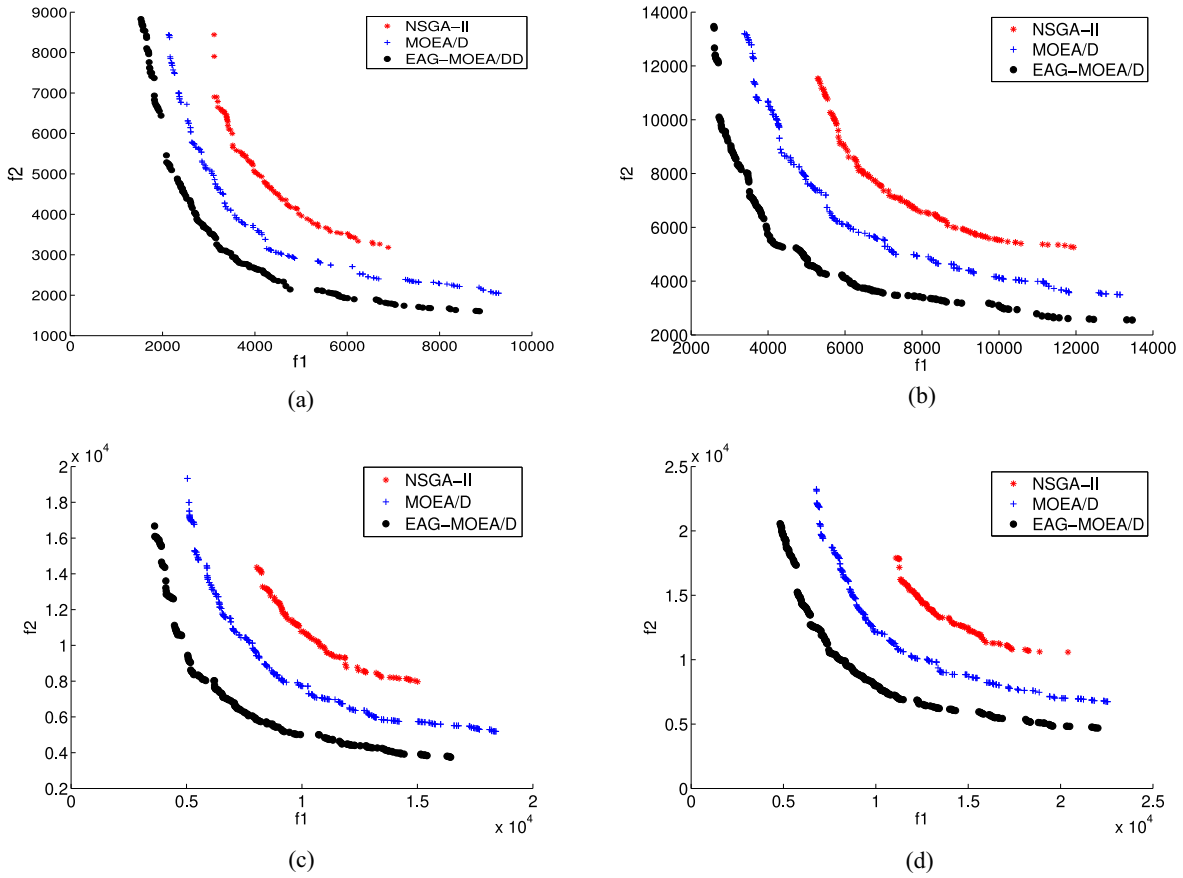 9000
8000
7000
6000
5000
4000
3000
2000
1000
f2
0
2000
4000
6000
8000
10000
f1
NSGA-II
MOEA/D
EAG-MOEA/DD
(a)
14000
12000
10000
8000
6000
4000
2000
f2
2000
4000
6000
8000
10000
12000
14000
f1
NSGA-II
MOEA/D
EAG-MOEA/D
(b)
x 10^4
2
1.8
1.6
1.4
1.2
1
0.8
0.6
0.4
0.2
f2
0
0.5
1
1.5
2
f1
x 10^4
NSGA-II
MOEA/D
EAG-MOEA/D
(c)
x 10^4
2.5
2
1.5
1
0.5
0
f2
0
0.5
1
1.5
2
2.5
f1
x 10^4
NSGA-II
MOEA/D
EAG-MOEA/D
(d)